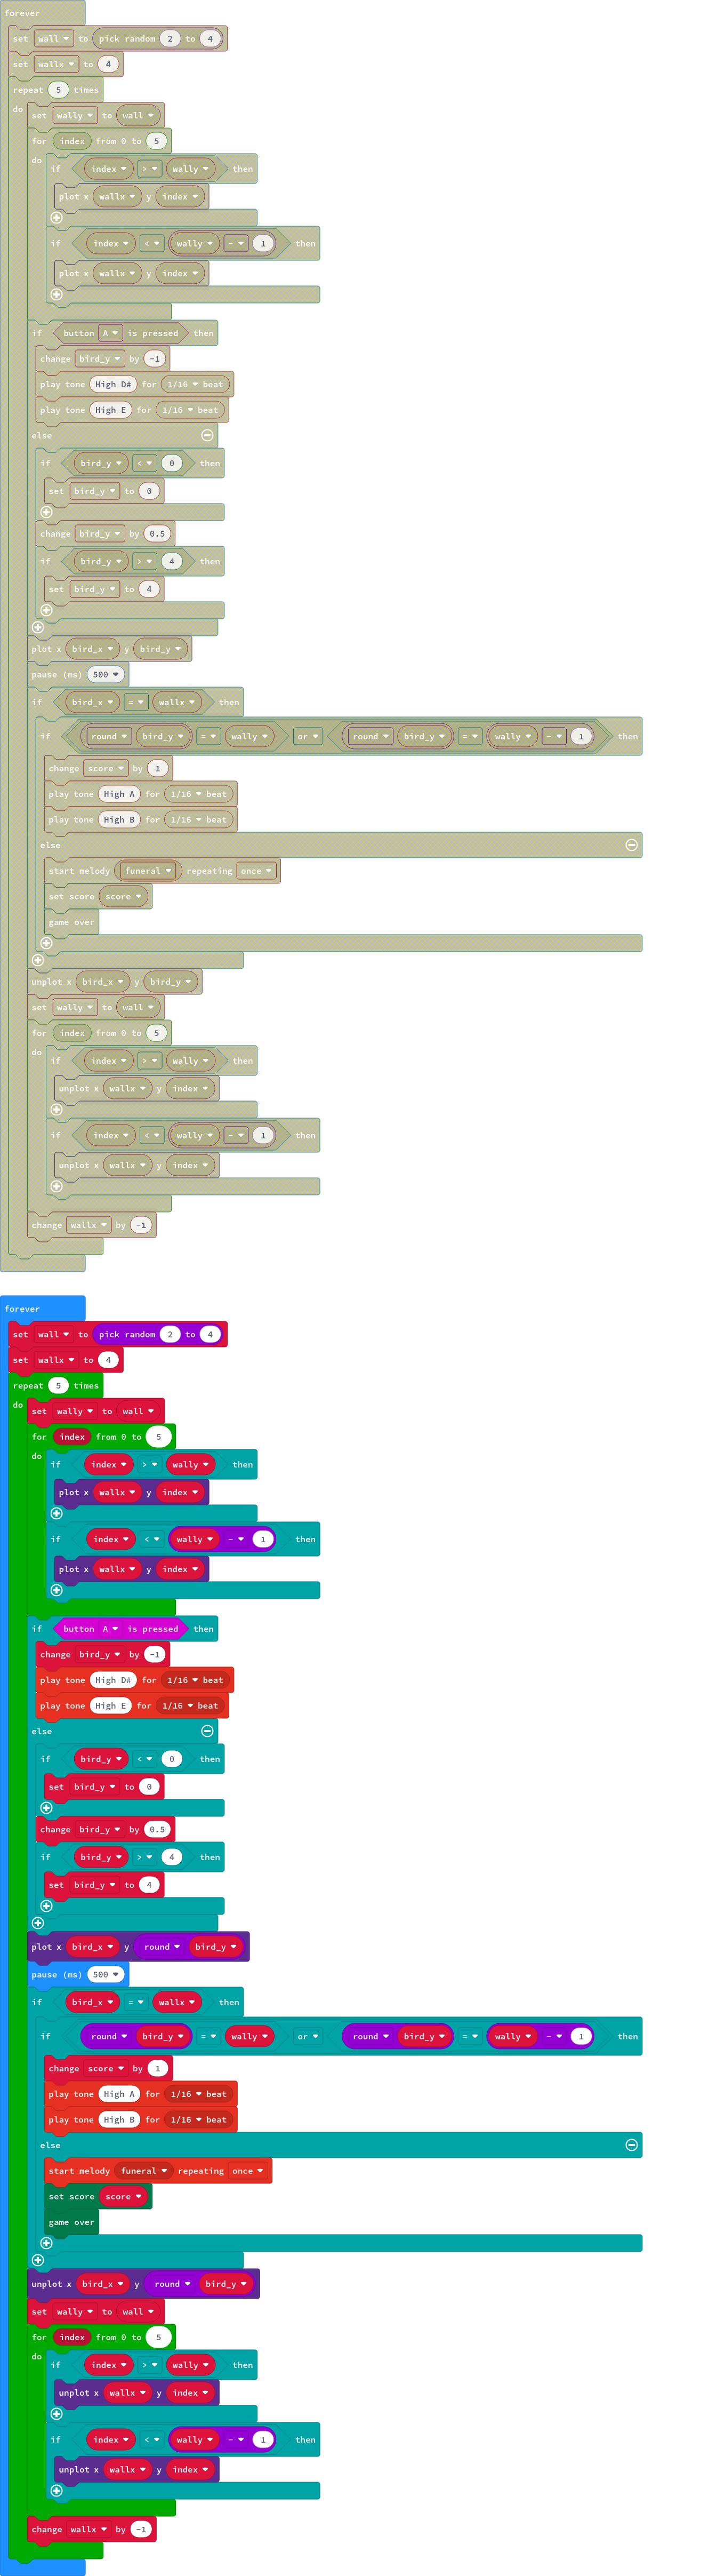 forever
set wall to pick random 2 to 4
set wallx to 4
repeat 5 times
do set wally to wall
for index from 0 to 5
do if index > wally then
plot x wallx y index
if index < wally - 1 then
plot x wallx y index
if button A is pressed then
change bird_y by -1
play tone High D# for 1/16 beat
play tone High E for 1/16 beat
else
if bird_y < 0 then
set bird_y to 0
change bird_y by 0.5
if bird_y > 4 then
set bird_y to 4
plot x bird_x y bird_y
pause (ms) 500
if bird_x = wallx then
if round bird_y = wally or round bird_y = wally - 1 then
change score by 1
play tone High A for 1/16 beat
play tone High B for 1/16 beat
else
start melody funeral repeating once
set score score
game over
unplot x bird_x y bird_y
set wally to wall
for index from 0 to 5
do if index > wally then
unplot x wallx y index
if index < wally - 1 then
unplot x wallx y index
change wallx by -1
forever
set wall to pick random 2 to 4
set wallx to 4
repeat 5 times
do set wally to wall
for index from 0 to 5
do if index > wally then
plot x wallx y index
if index < wally - 1 then
plot x wallx y index
if button A is pressed then
change bird_y by -1
play tone High D# for 1/16 beat
play tone High E for 1/16 beat
else
if bird_y < 0 then
set bird_y to 0
change bird_y by 0.5
if bird_y > 4 then
set bird_y to 4
plot x bird_x y round bird_y
pause (ms) 500
if bird_x = wallx then
if round bird_y = wally or round bird_y = wally - 1 then
change score by 1
play tone High A for 1/16 beat
play tone High B for 1/16 beat
else
start melody funeral repeating once
set score score
game over
unplot x bird_x y round bird_y
set wally to wall
for index from 0 to 5
do if index > wally then
unplot x wallx y index
if index < wally - 1 then
unplot x wallx y index
change wallx by -1